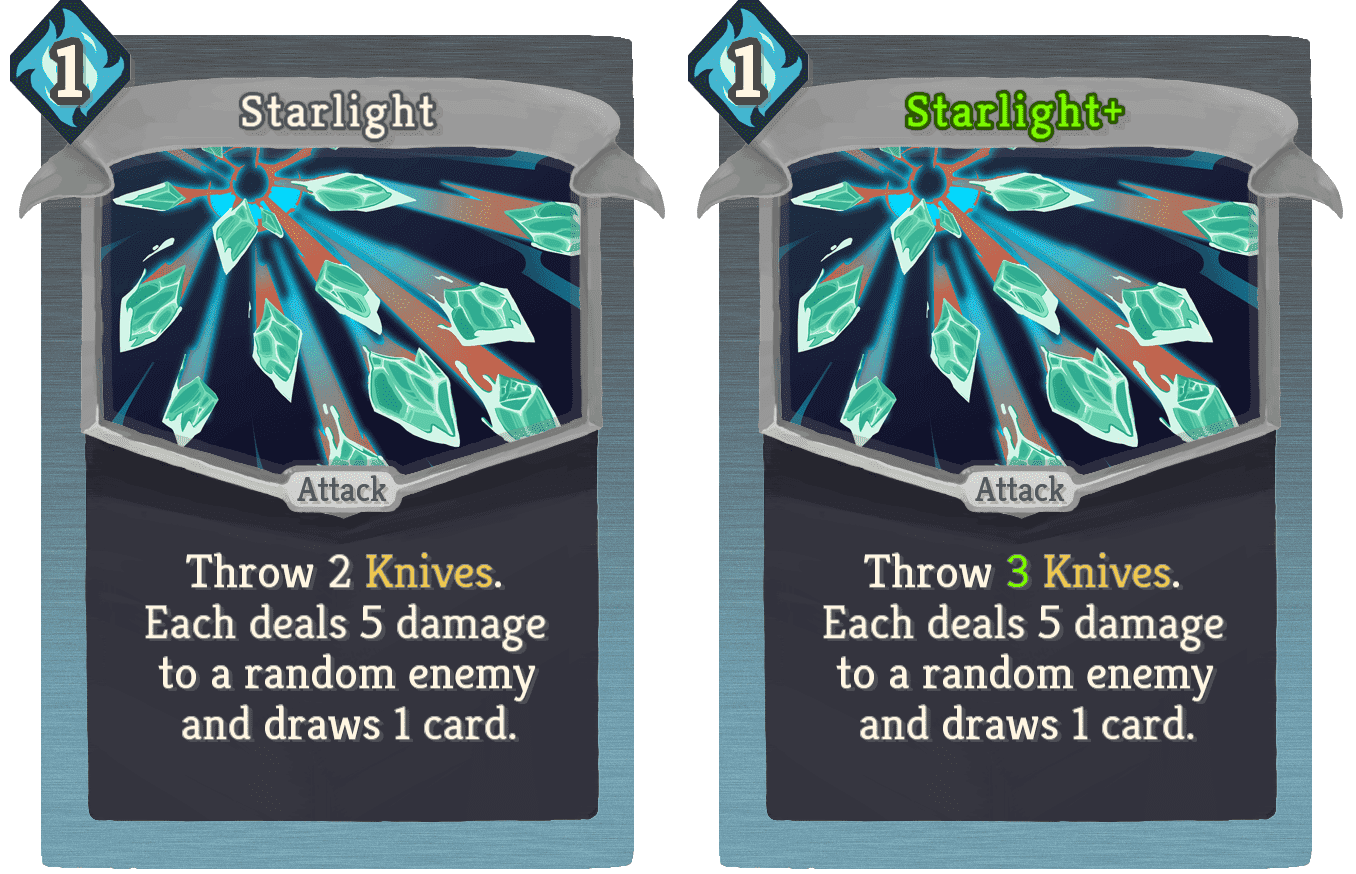 1
Starlight
Attack
Throw 2 Knives.
Each deals 5 damage
to a random enemy
and draws 1 card.
1
Starlight+
Attack
Throw 3 Knives.
Each deals 5 damage
to a random enemy
and draws 1 card.